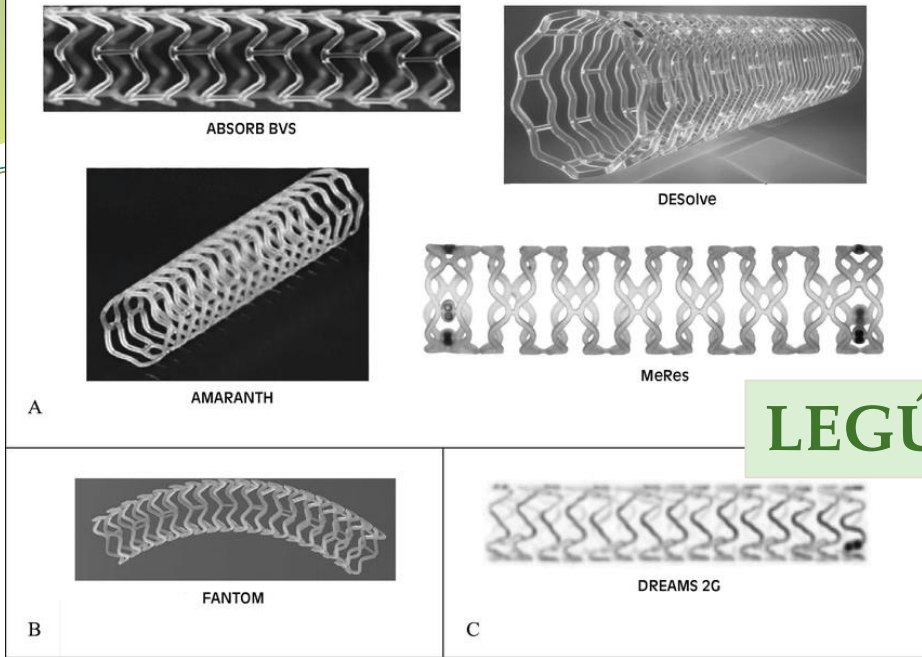 ABSORB BVS
DESolve
AMARANTH
MeRes
A
LEGÚ
FANTOM
DREAMS 2G
B
C